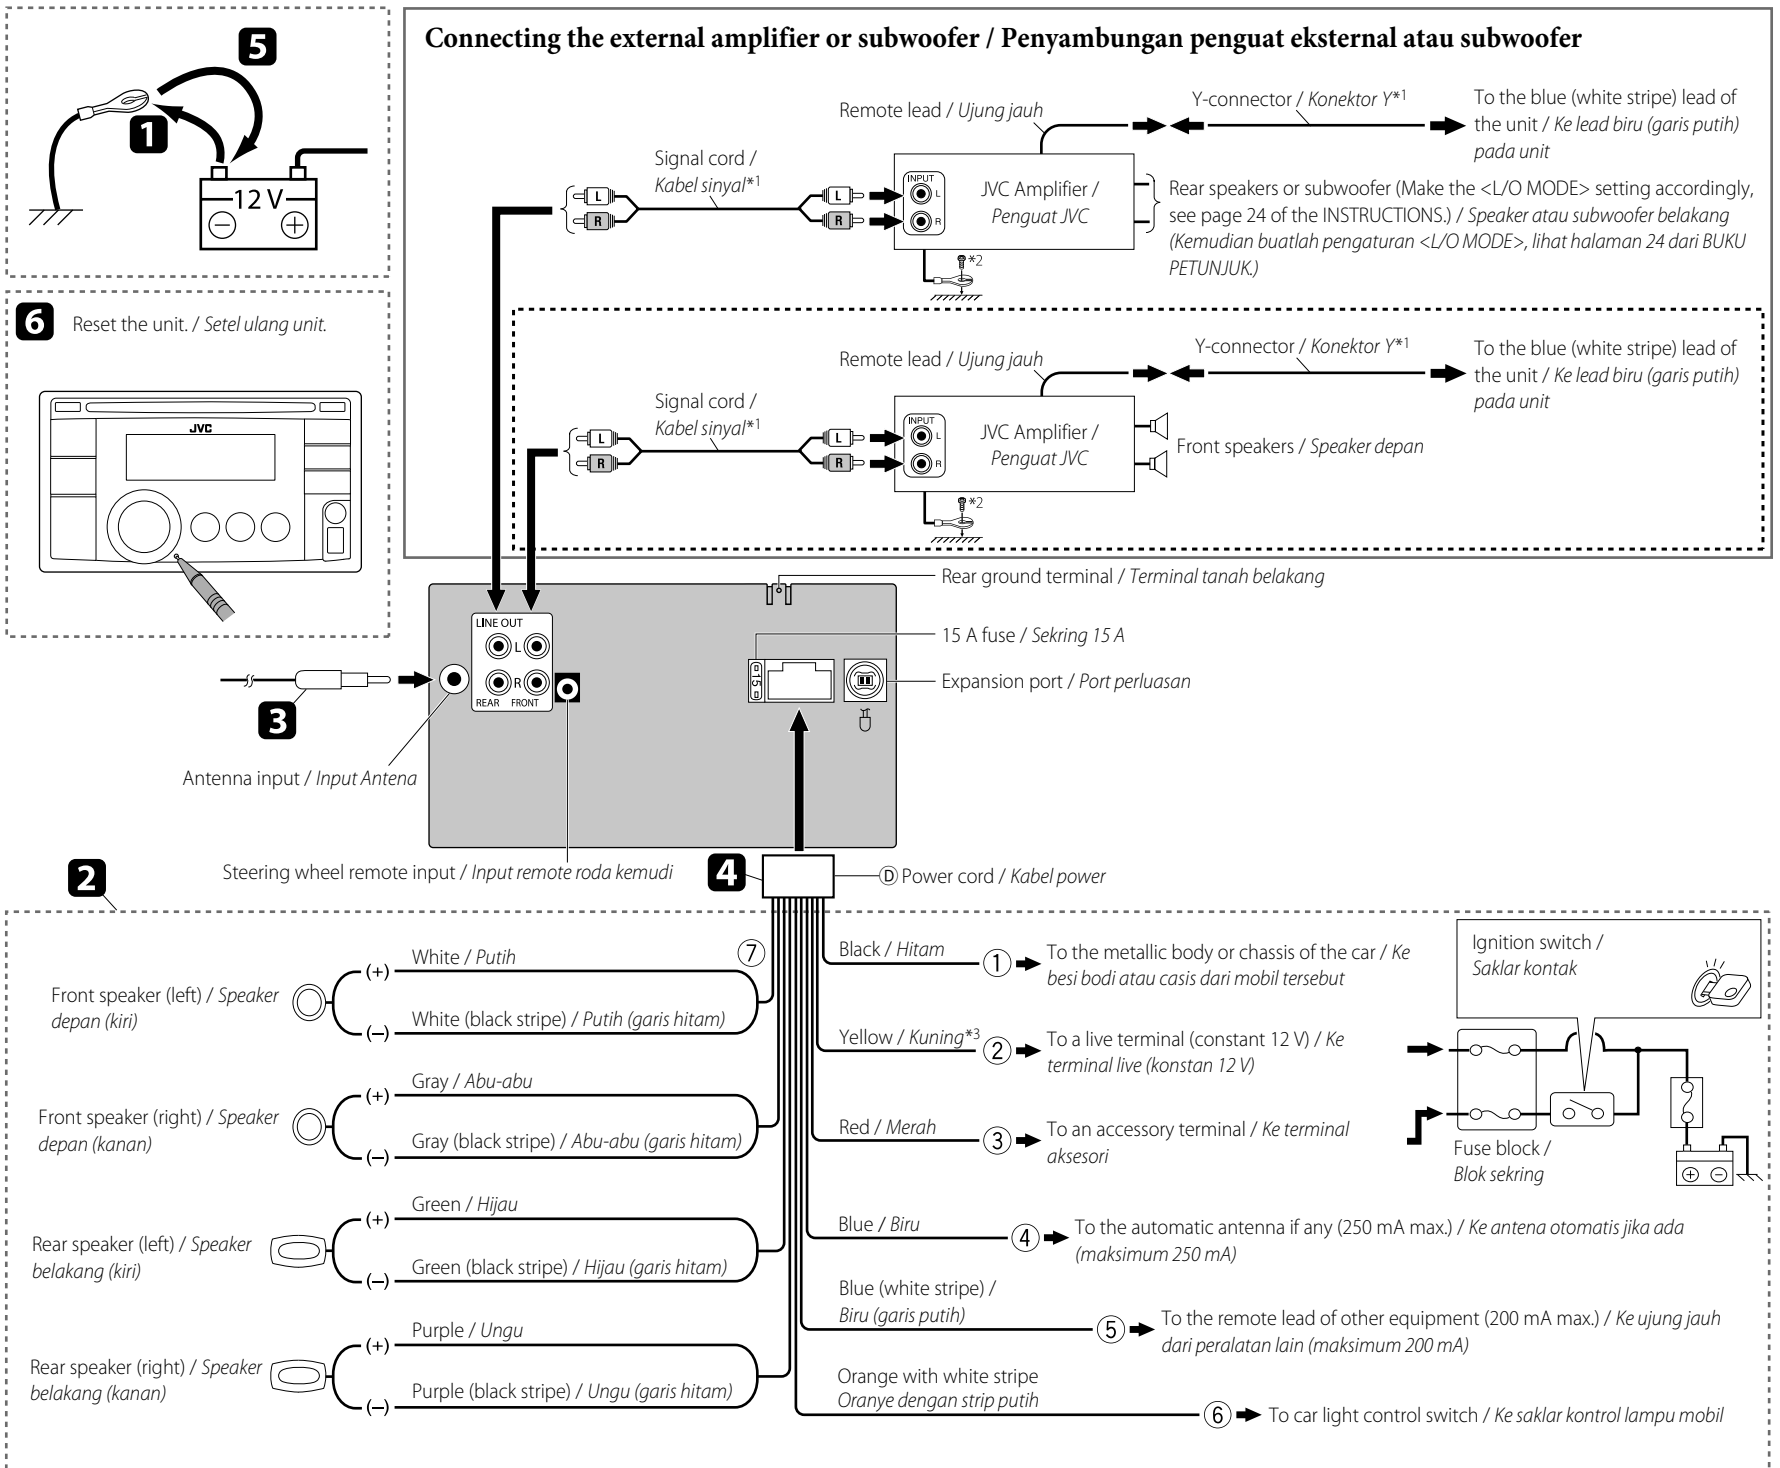 Connecting the external amplifier or subwoofer / Penyambungan penguat eksternal atau subwoofer
5
1
12 V
Remote lead / Ujung jauh
Y-connector / Konektor Y*1
To the blue (white stripe) lead of
the unit / Ke lead biru (garis putih)
pada unit
Signal cord /
Kabel sinyal*1
L
R
L
R
INPUT
L
R
JVC Amplifier /
Penguat JVC
*2
Rear speakers or subwoofer (Make the <L/O MODE> setting accordingly,
see page 24 of the INSTRUCTIONS.) / Speaker atau subwoofer belakang
(Kemudian buatlah pengaturan <L/O MODE>, lihat halaman 24 dari BUKU
PETUNJUK.)
6
Reset the unit. / Setel ulang unit.
JVC
Remote lead / Ujung jauh
Y-connector / Konektor Y*1
To the blue (white stripe) lead of
the unit / Ke lead biru (garis putih)
pada unit
Signal cord /
Kabel sinyal*1
L
R
L
R
INPUT
L
R
JVC Amplifier /
Penguat JVC
Front speakers / Speaker depan
*2
Rear ground terminal / Terminal tanah belakang
LINE OUT
L
R
REAR FRONT
15
15 A fuse / Sekring 15 A
Expansion port / Port perluasan
3
Antenna input / Input Antena
Steering wheel remote input / Input remote roda kemudi
4
Ⓓ Power cord / Kabel power
2
⑦
Front speaker (left) / Speaker
depan (kiri)
(+)
White / Putih
(–)
White (black stripe) / Putih (garis hitam)
Front speaker (right) / Speaker
depan (kanan)
(+)
Gray / Abu-abu
(–)
Gray (black stripe) / Abu-abu (garis hitam)
Rear speaker (left) / Speaker
belakang (kiri)
(+)
Green / Hijau
(–)
Green (black stripe) / Hijau (garis hitam)
Rear speaker (right) / Speaker
belakang (kanan)
(+)
Purple / Ungu
(–)
Purple (black stripe) / Ungu (garis hitam)
Black / Hitam
①
To the metallic body or chassis of the car / Ke
besi bodi atau casis dari mobil tersebut
Yellow / Kuning*3
②
To a live terminal (constant 12 V) / Ke
terminal live (konstan 12 V)
Red / Merah
③
To an accessory terminal / Ke terminal
aksesori
Ignition switch /
Saklar kontak
Fuse block /
Blok sekring
Blue / Biru
④
To the automatic antenna if any (250 mA max.) / Ke antena otomatis jika ada
(maksimum 250 mA)
Blue (white stripe) /
Biru (garis putih)
⑤
To the remote lead of other equipment (200 mA max.) / Ke ujung jauh
dari peralatan lain (maksimum 200 mA)
Orange with white stripe
Oranye dengan strip putih
⑥
To car light control switch / Ke saklar kontrol lampu mobil